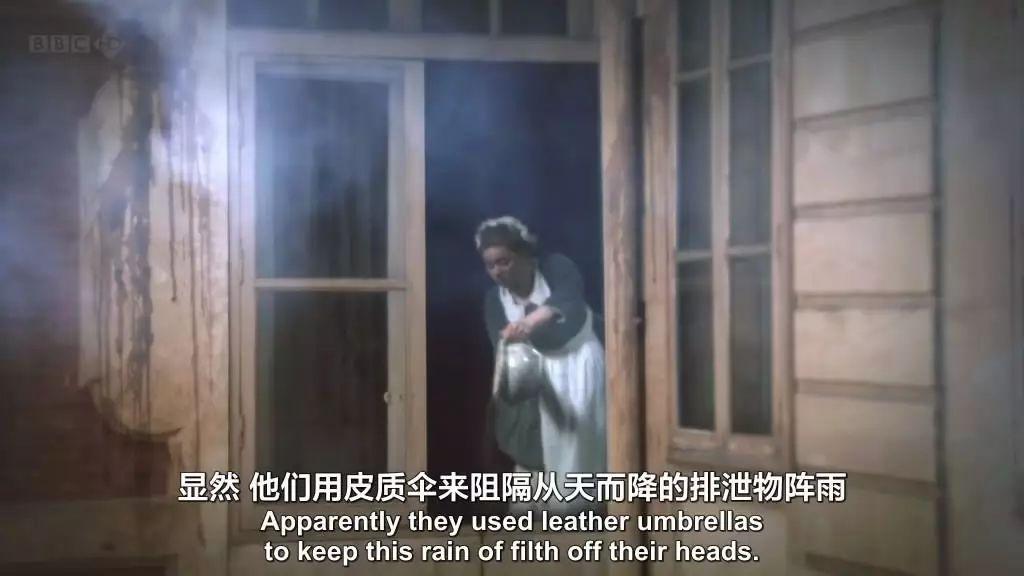 BBC
显然 他们用皮质伞来阻隔从天而降的排泄物阵雨
Apparently they used leather umbrellas
to keep this rain of filth off their heads.